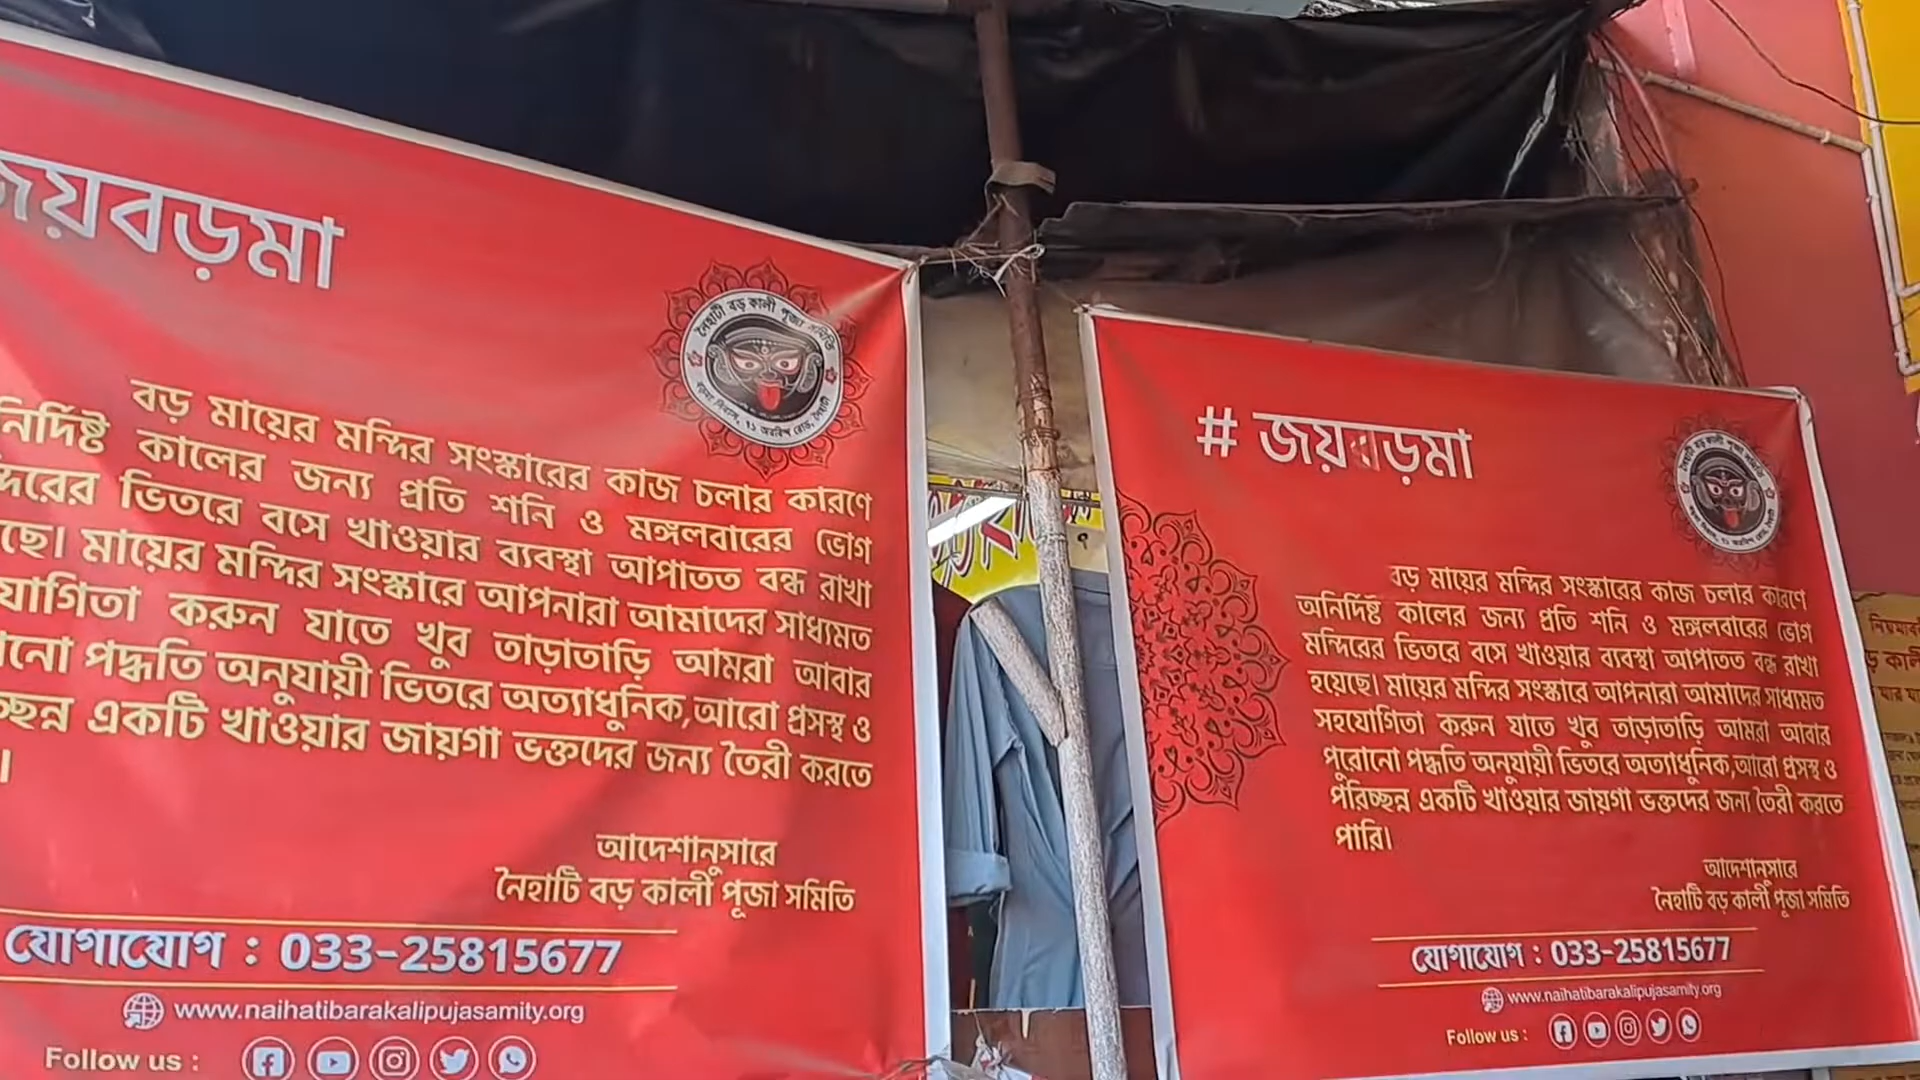 জয়বড়মা
নৈহাটী বড় কালী পূজা সমিতি
বড় মায়ের মন্দির সংস্কারের কাজ চলার কারণে
নির্দিষ্ট কালের জন্য প্রতি শনি ও মঙ্গলবারের ভোগ
ন্দিরের ভিতরে বসে খাওয়ার ব্যবস্থা আপাতত বন্ধ রাখা
ছে। মায়ের মন্দির সংস্কারে আপনারা আমাদের সাধ্যমত
যোগিতা করুন যাতে খুব তাড়াতাড়ি আমরা আবার
ানো পদ্ধতি অনুযায়ী ভিতরে অত্যাধুনিক,আরো প্রসস্থ ও
চ্ছন্ন একটি খাওয়ার জায়গা ভক্তদের জন্য তৈরী করতে
।
আদেশানুসারে
নৈহাটি বড় কালী পূজা সমিতি
যোগাযোগ : 033-25815677
www.naihatibarakalipujasamity.org
Follow us :
# জয়বড়মা
নৈহাটী বড় কালী পূজা সমিতি
বড় মায়ের মন্দির সংস্কারের কাজ চলার কারণে
অনির্দিষ্ট কালের জন্য প্রতি শনি ও মঙ্গলবারের ভোগ
মন্দিরের ভিতরে বসে খাওয়ার ব্যবস্থা আপাতত বন্ধ রাখা
হয়েছে। মায়ের মন্দির সংস্কারে আপনারা আমাদের সাধ্যমত
সহযোগিতা করুন যাতে খুব তাড়াতাড়ি আমরা আবার
পুরোনো পদ্ধতি অনুযায়ী ভিতরে অত্যাধুনিক,আরো প্রসস্থ ও
পরিচ্ছন্ন একটি খাওয়ার জায়গা ভক্তদের জন্য তৈরী করতে
পারি।
আদেশানুসারে
নৈহাটি বড় কালী পূজা সমিতি
যোগাযোগ : 033-25815677
www.naihatibarakalipujasamity.org
Follow us :